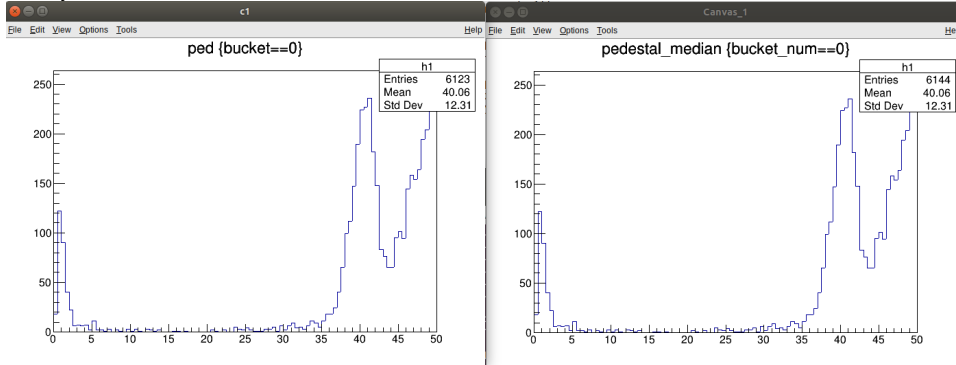 c1
File Edit View Options Tools Help
ped {bucket==0}
h1
Entries 6123
Mean 40.06
Std Dev 12.31
250
200
150
100
50
0
0 5 10 15 20 25 30 35 40 45 50
Canvas_1
File Edit View Options Tools
pedestal_median {bucket_num==0}
h1
Entries 6144
Mean 40.06
Std Dev 12.31
250
200
150
100
50
0
0 5 10 15 20 25 30 35 40 45 50